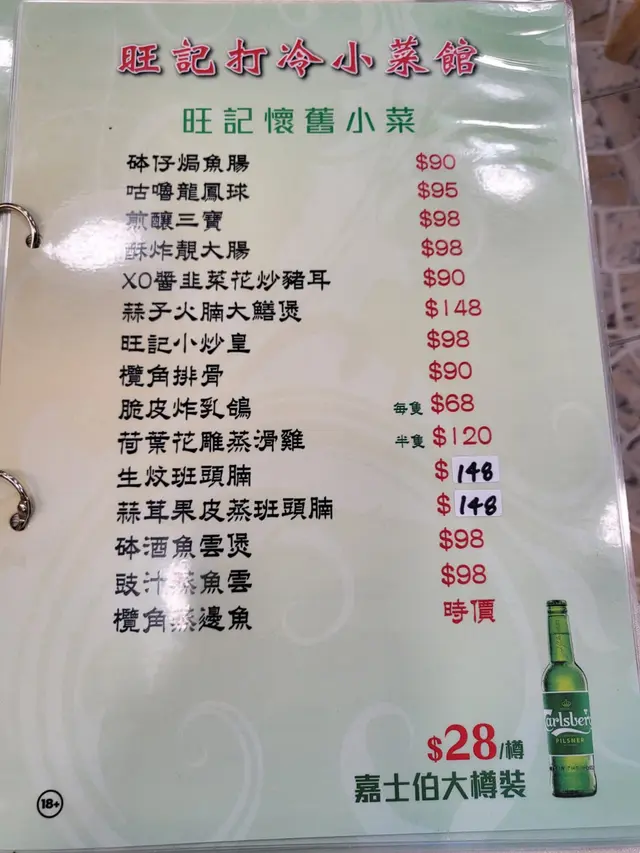 旺記打冷小菜館
旺記懷舊小菜
砵仔焗魚腸 $90
咕嚕龍鳳球 $95
煎釀三寶 $98
酥炸靚大腸 $98
XO醬韭菜花炒豬耳 $90
蒜子火腩大鱔煲 $148
旺記小炒皇 $98
欖角排骨 $90
脆皮炸乳鴿 每隻 $68
荷葉花雕蒸滑雞 半隻 $120
生炆班頭腩 $148
蒜茸果皮蒸班頭腩 $148
砵酒魚雲煲 $98
豉汁蒸魚雲 $98
欖角蒸邊魚 時價
Carlsberg
PILSNER
$28/樽
嘉士伯大樽裝
18+